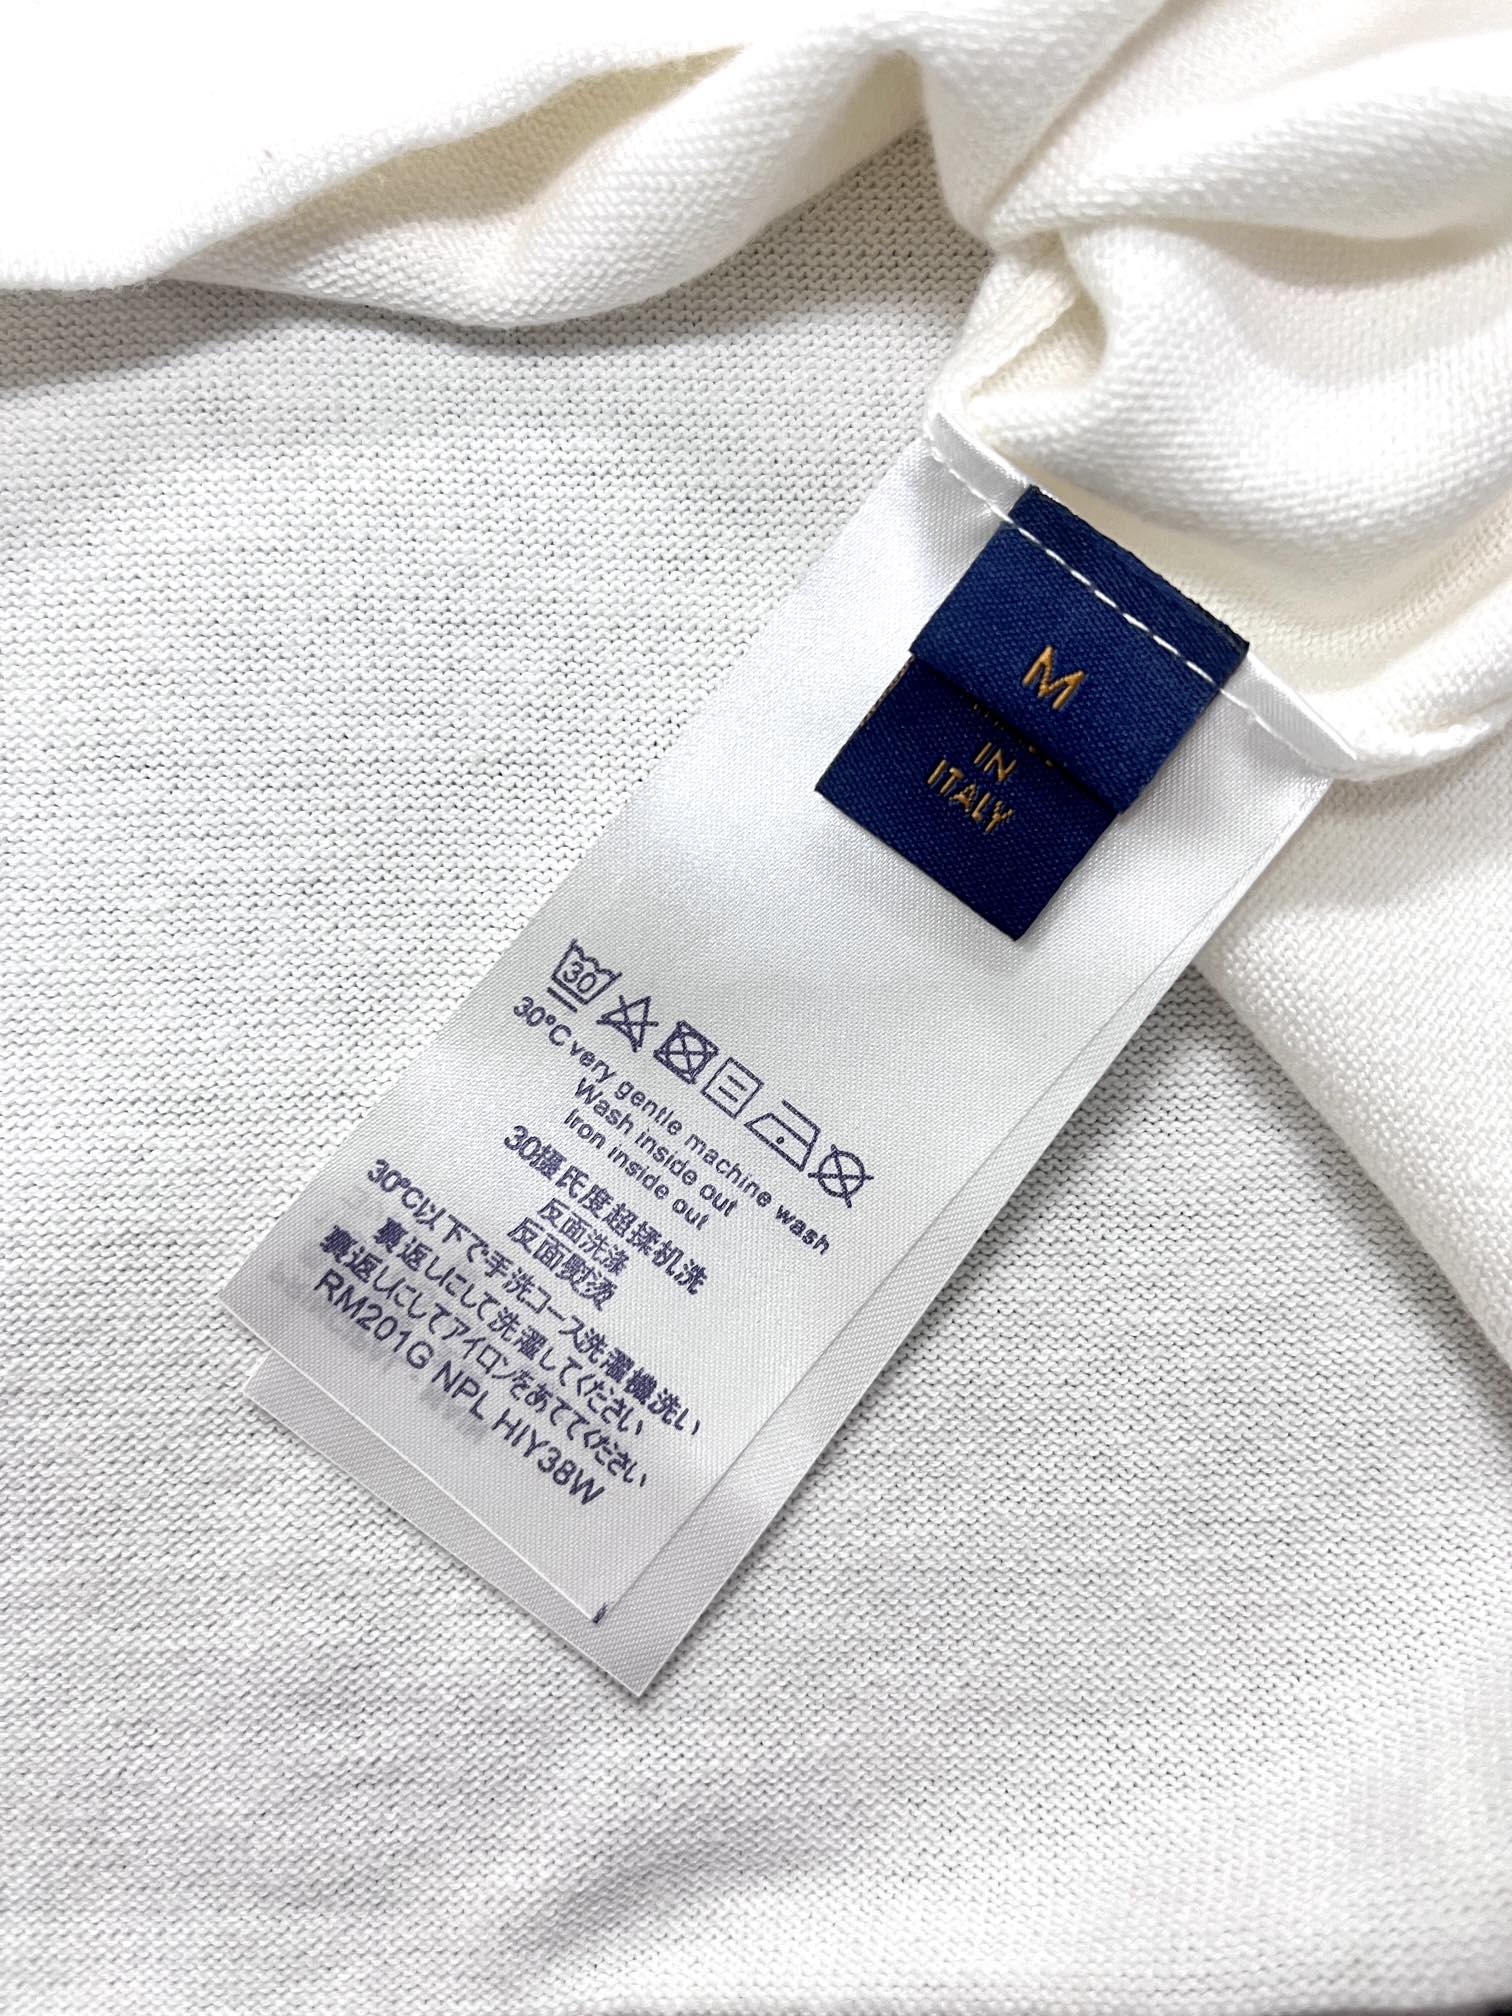 M
IN
ITALY
30
30°C very gentle machine wash
Wash inside out
Iron inside out
30攝氏度超揉机洗
反面洗涤
反面熨烫
30℃以下で手洗コース洗濯機洗い
裏返しにして洗濯してください
裏返しにしてアイロンをあててください
RM201G NPL HIY38W